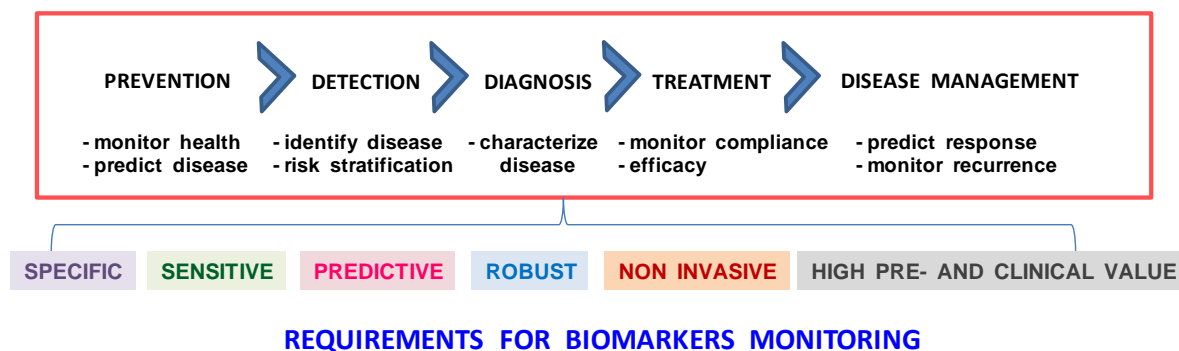 PREVENTION DETECTION DIAGNOSIS TREATMENT DISEASE MANAGEMENT
- monitor health - identify disease - characterize - monitor compliance - predict response
- predict disease - risk stratification disease - efficacy - monitor recurrence
SPECIFIC SENSITIVE PREDICTIVE ROBUST NON INVASIVE HIGH PRE- AND CLINICAL VALUE
REQUIREMENTS FOR BIOMARKERS MONITORING